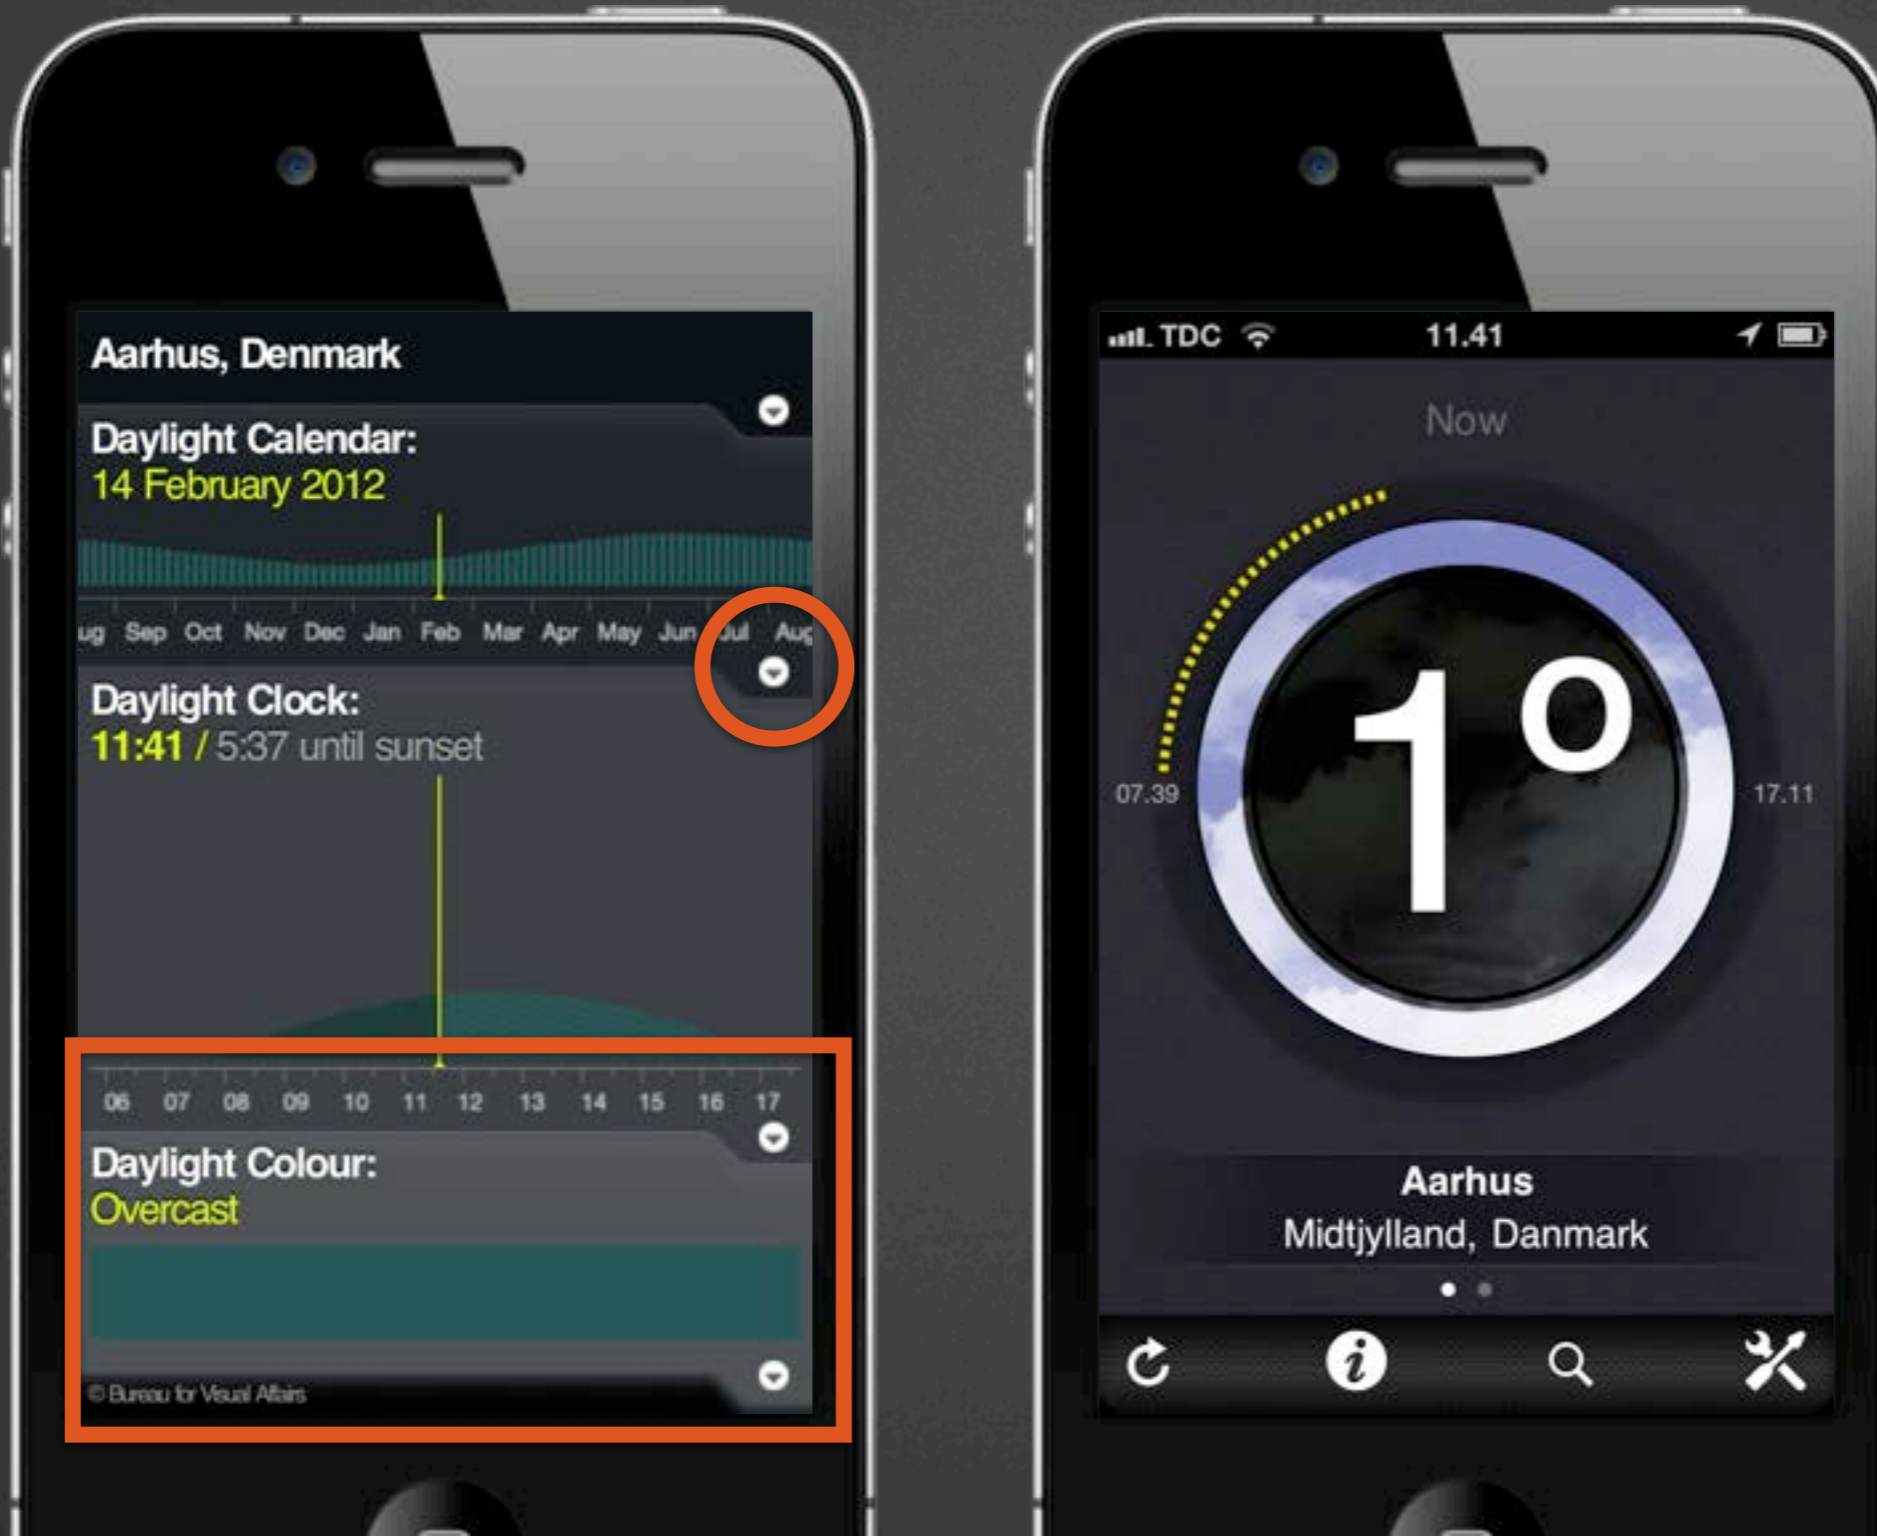 Aarhus, Denmark
Daylight Calendar:
14 February 2012
ug Sep Oct Nov Dec Jan Feb Mar Apr May Jun Jul Aug
Daylight Clock:
11:41 / 5:37 until sunset
06 07 08 09 10 11 12 13 14 15 16 17
Daylight Colour:
Overcast
© Bureau for Visual Affairs
TDC 11.41
Now
1°
07.39 17.11
Aarhus
Midtjylland, Danmark